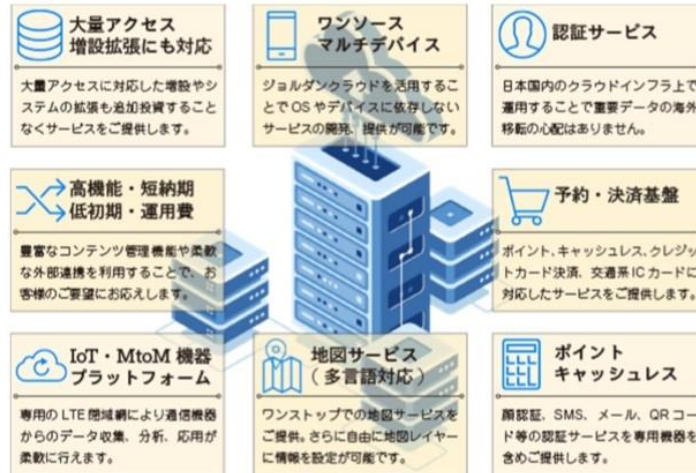 大量アクセス
増設拡張にも対応
大量アクセスに対応した増設やシ
ステムの拡張も追加投資すること
なくサービスをご提供します。
ワンソース
マルチデバイス
ジョルダンクラウドを活用するこ
とでOSやデバイスに依存しない
サービスの開発、提供が可能です。
認証サービス
日本国内のクラウドインフラ上で
運用することで重要データの海外
移転の心配はありません。
高機能・短納期
低初期・運用費
豊富なコンテンツ管理機能や柔軟
な外部連携を利用することで、お
客様のご要望にお応えします。
予約・決済基盤
ポイント、キャッシュレス、クレジッ
トカード決済、交通系ICカードに
対応したサービスをご提供します。
IoT・MtoM 機器
プラットフォーム
専用のLTE閉域網により通信機器
からのデータ収集、分析、応用が
柔軟に行えます。
地図サービス
（多言語対応）
ワンストップでの地図サービスを
ご提供。さらに自由に地図レイヤー
に情報を設定が可能です。
ポイント
キャッシュレス
顔認証、SMS、メール、QRコー
ド等の認証サービスを専用機器を
含めご提供します。